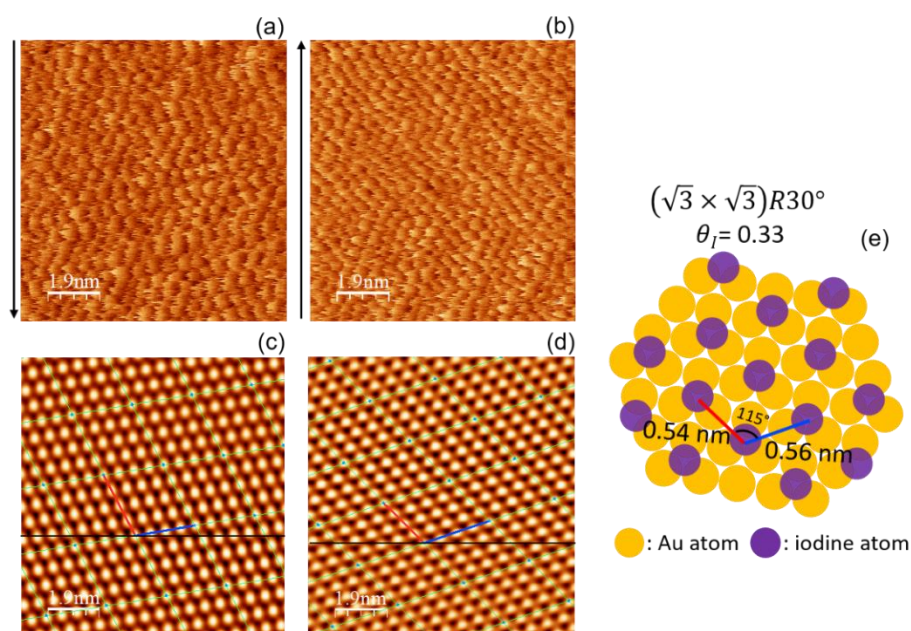 (a)
(b)
1.9nm
1.9nm
(√3 × √3)R30°
θ_I= 0.33
(e)
(c)
(d)
115°
0.54 nm
0.56 nm
1.9nm
1.9nm
: Au atom
: iodine atom